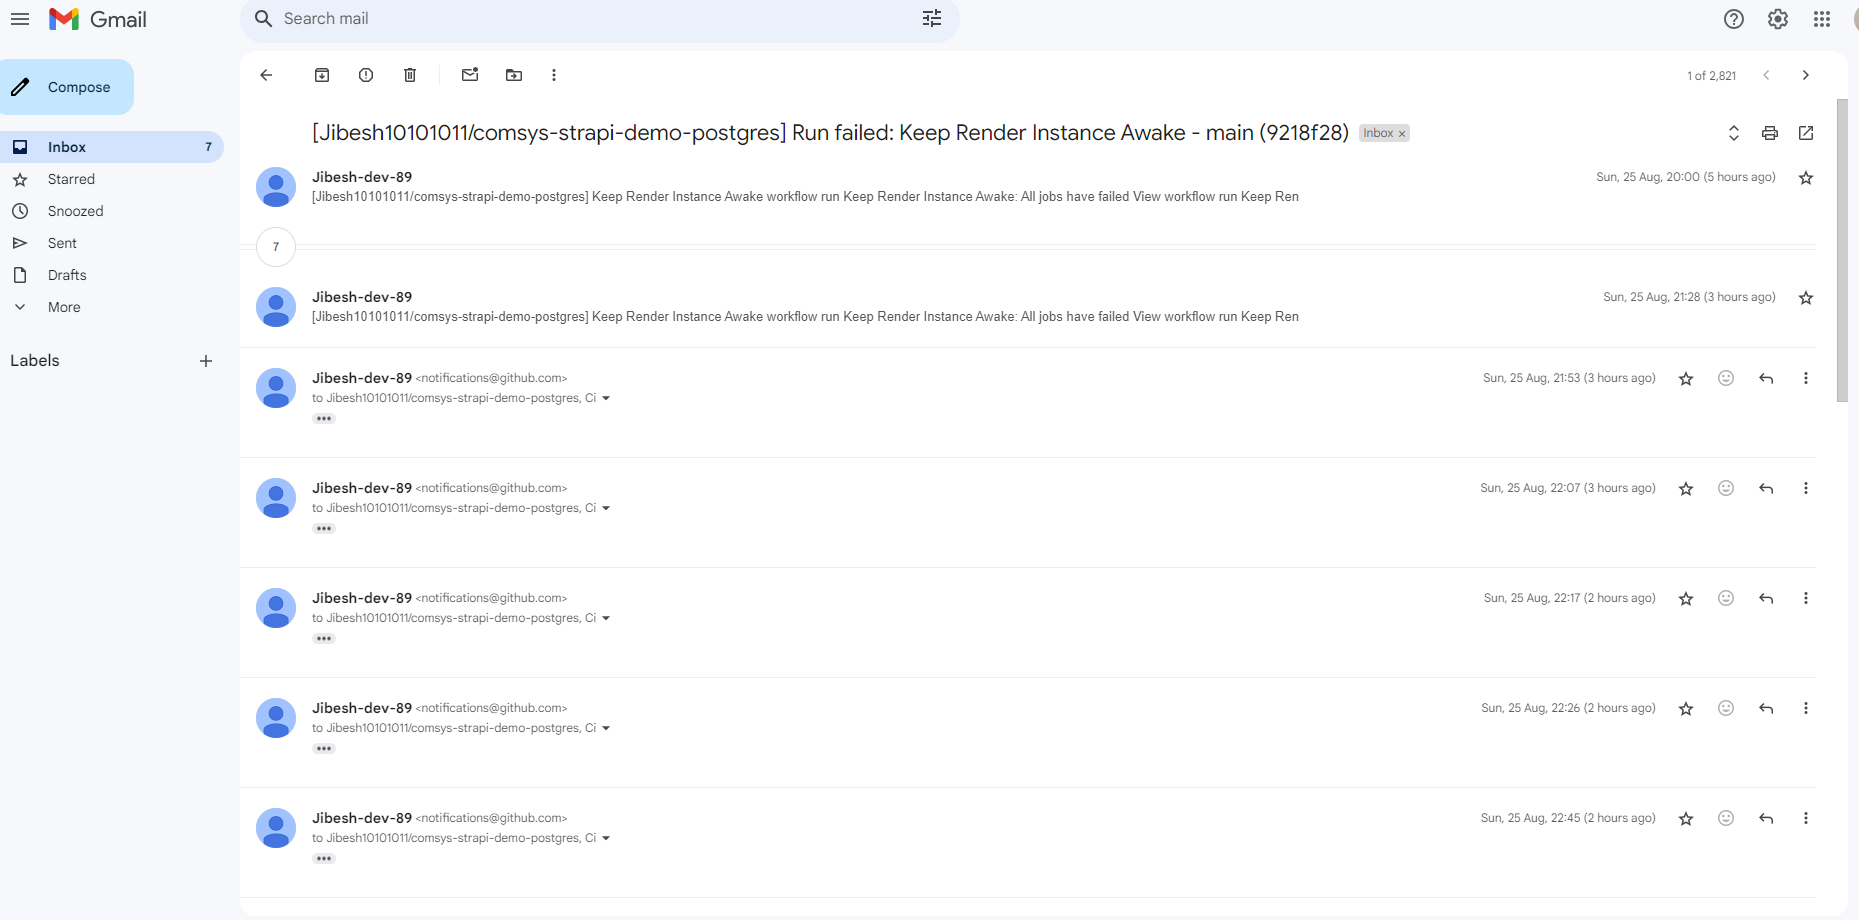 Gmail
Search mail
Compose
1 of 2,821
[Jibesh10101011/comsys-strapi-demo-postgres] Run failed: Keep Render Instance Awake - main (9218f28) Inbox ×
Inbox 7
Starred
Snoozed
Sent
Drafts
More
Labels
Jibesh-dev-89 Sun, 25 Aug, 20:00 (5 hours ago)
[Jibesh10101011/comsys-strapi-demo-postgres] Keep Render Instance Awake workflow run Keep Render Instance Awake: All jobs have failed View workflow run Keep Ren
7
Jibesh-dev-89 Sun, 25 Aug, 21:28 (3 hours ago)
[Jibesh10101011/comsys-strapi-demo-postgres] Keep Render Instance Awake workflow run Keep Render Instance Awake: All jobs have failed View workflow run Keep Ren
Jibesh-dev-89 <notifications@github.com> Sun, 25 Aug, 21:53 (3 hours ago)
to Jibesh10101011/comsys-strapi-demo-postgres, Ci
Jibesh-dev-89 <notifications@github.com> Sun, 25 Aug, 22:07 (3 hours ago)
to Jibesh10101011/comsys-strapi-demo-postgres, Ci
Jibesh-dev-89 <notifications@github.com> Sun, 25 Aug, 22:17 (2 hours ago)
to Jibesh10101011/comsys-strapi-demo-postgres, Ci
Jibesh-dev-89 <notifications@github.com> Sun, 25 Aug, 22:26 (2 hours ago)
to Jibesh10101011/comsys-strapi-demo-postgres, Ci
Jibesh-dev-89 <notifications@github.com> Sun, 25 Aug, 22:45 (2 hours ago)
to Jibesh10101011/comsys-strapi-demo-postgres, Ci